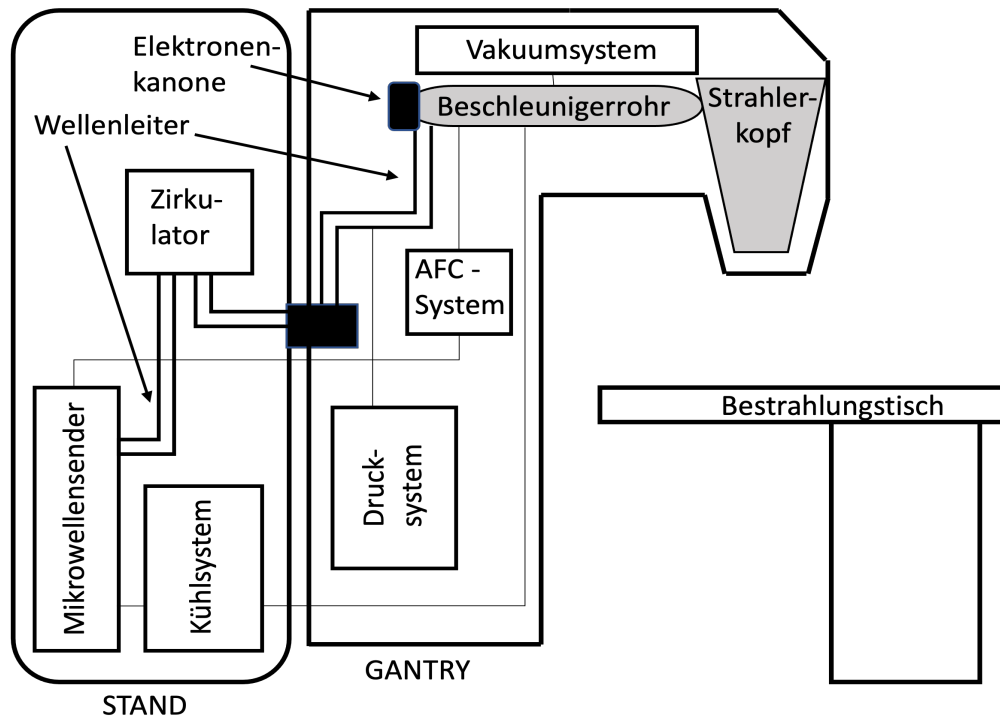 Elektronen-
kanone
Wellenleiter
Vakuumsystem
Beschleunigerrohr
Strahler-
kopf
Zirku-
lator
AFC -
System
Mikrowellensender
Kühlsystem
Druck-
system
Bestrahlungstisch
GANTRY
STAND